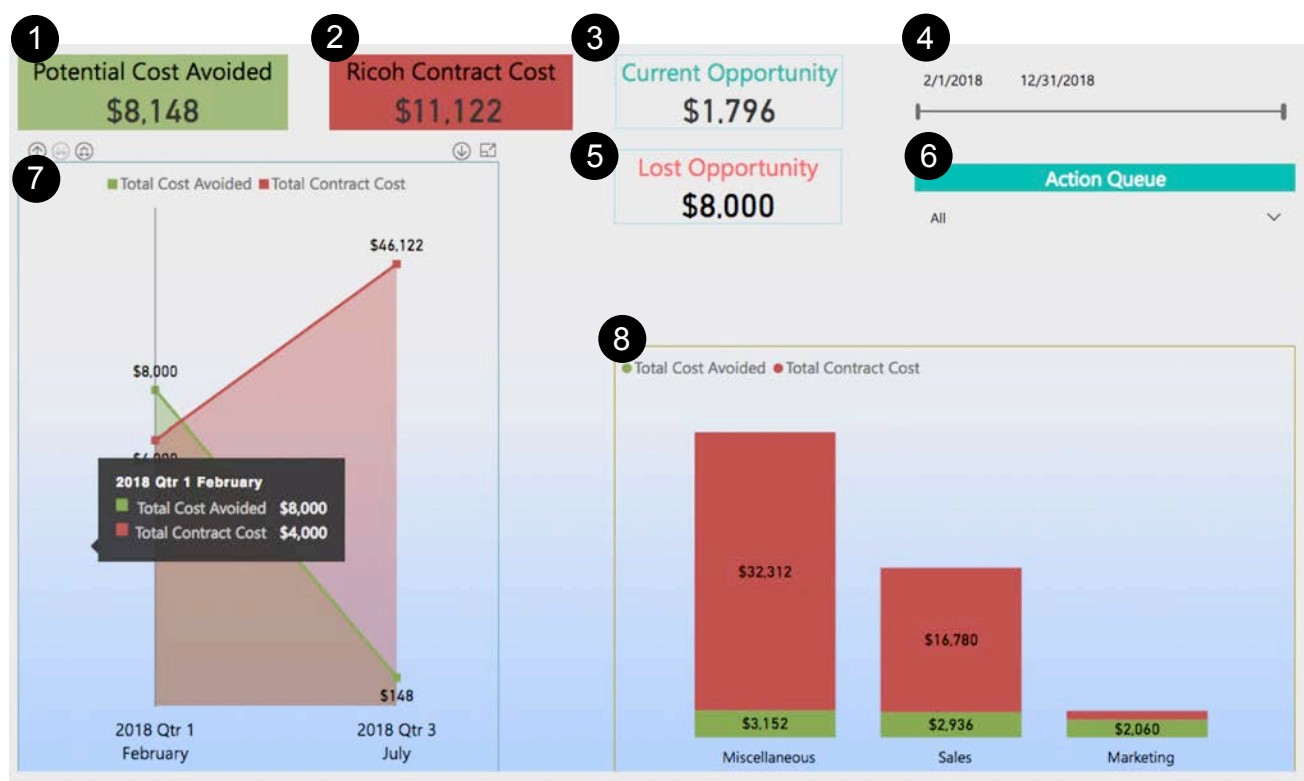 1
Potential Cost Avoided
$8,148
2
Ricoh Contract Cost
$11,122
3
Current Opportunity
$1,796
4
2/1/2018 12/31/2018
5
Lost Opportunity
$8,000
6
Action Queue
All
7
Total Cost Avoided Total Contract Cost
$46,122
$8,000
$4,000
2018 Qtr 1 February
Total Cost Avoided $8,000
Total Contract Cost $4,000
$148
2018 Qtr 1 2018 Qtr 3
February July
8
Total Cost Avoided Total Contract Cost
$32,312
$16,780
$3,152 $2,936 $2,060
Miscellaneous Sales Marketing